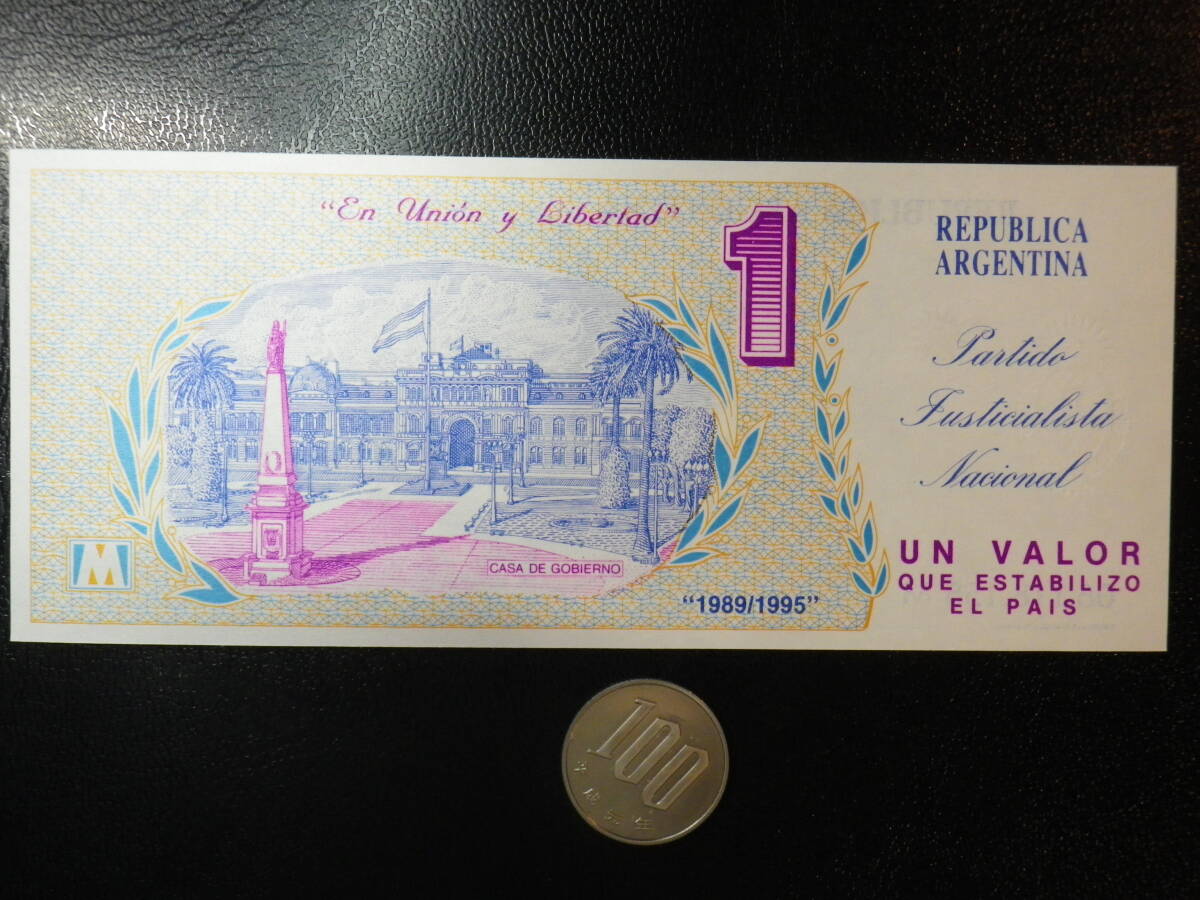 "En Unión y Libertad"
1
REPUBLICA
ARGENTINA
Partido
Justicialista
Nacional
CASA DE GOBIERNO
M
"1989/1995"
UN VALOR
QUE ESTABILIZO
EL PAIS
100